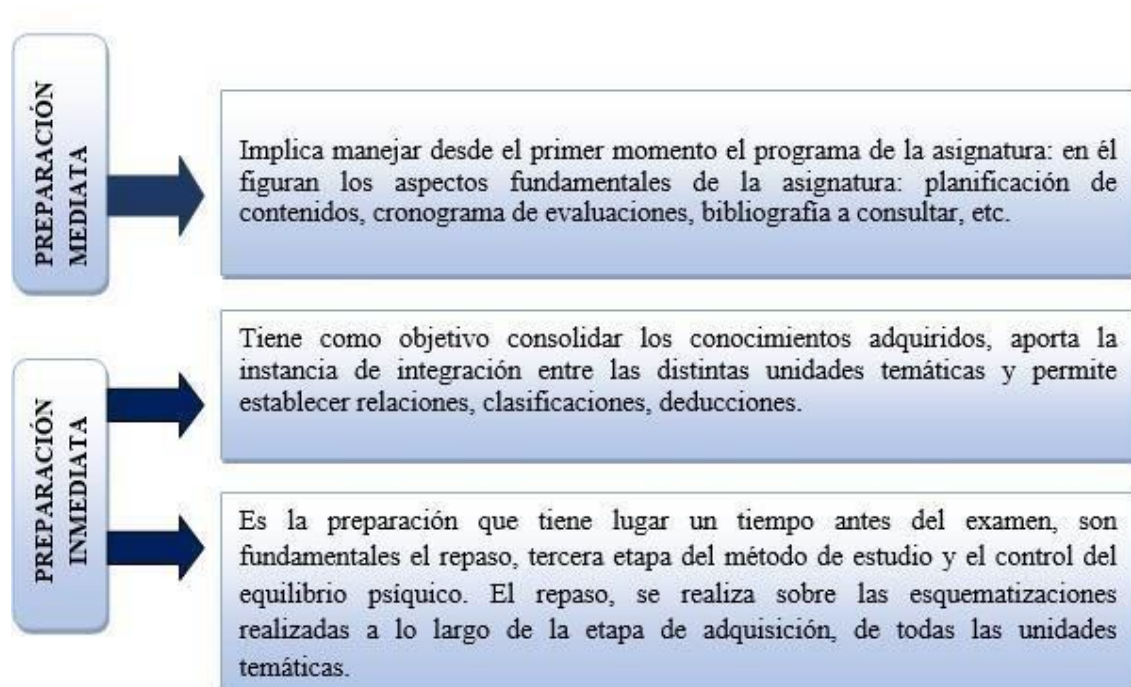 PREPARACIÓN
MEDIATA
Implica manejar desde el primer momento el programa de la asignatura: en él
figuran los aspectos fundamentales de la asignatura: planificación de
contenidos, cronograma de evaluaciones, bibliografía a consultar, etc.
PREPARACIÓN
INMEDIATA
Tiene como objetivo consolidar los conocimientos adquiridos, aporta la
instancia de integración entre las distintas unidades temáticas y permite
establecer relaciones, clasificaciones, deducciones.
Es la preparación que tiene lugar un tiempo antes del examen, son
fundamentales el repaso, tercera etapa del método de estudio y el control del
equilibrio psíquico. El repaso, se realiza sobre las esquematizaciones
realizadas a lo largo de la etapa de adquisición, de todas las unidades
temáticas.